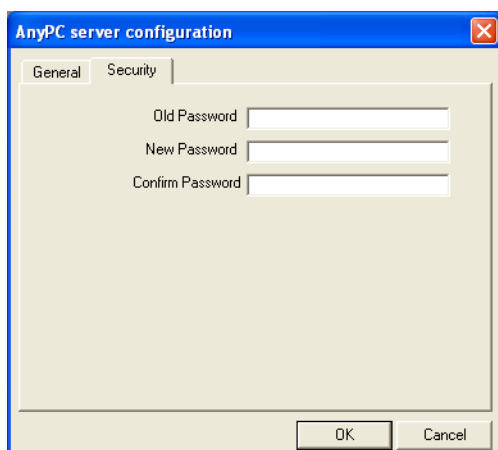 AnyPC server configuration
General Security
Old Password
New Password
Confirm Password
OK Cancel